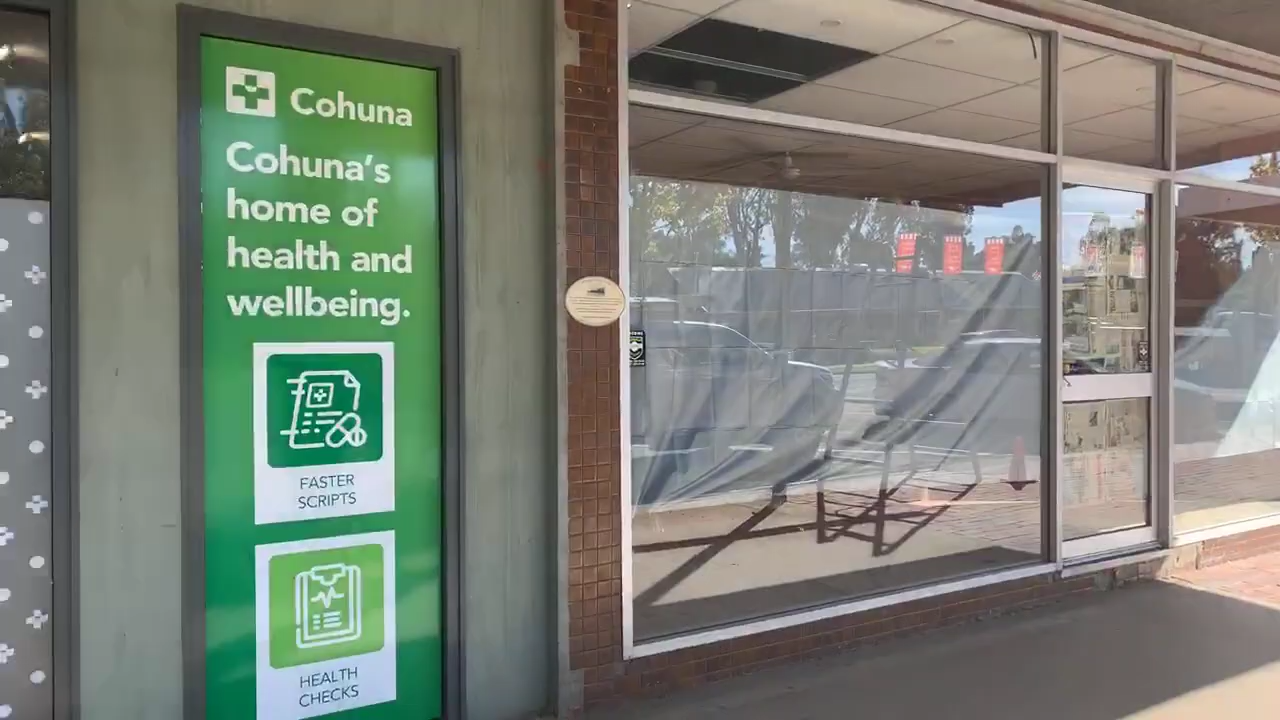 Cohuna
Cohuna's
home of
health and
wellbeing.
FASTER
SCRIPTS
HEALTH
CHECKS